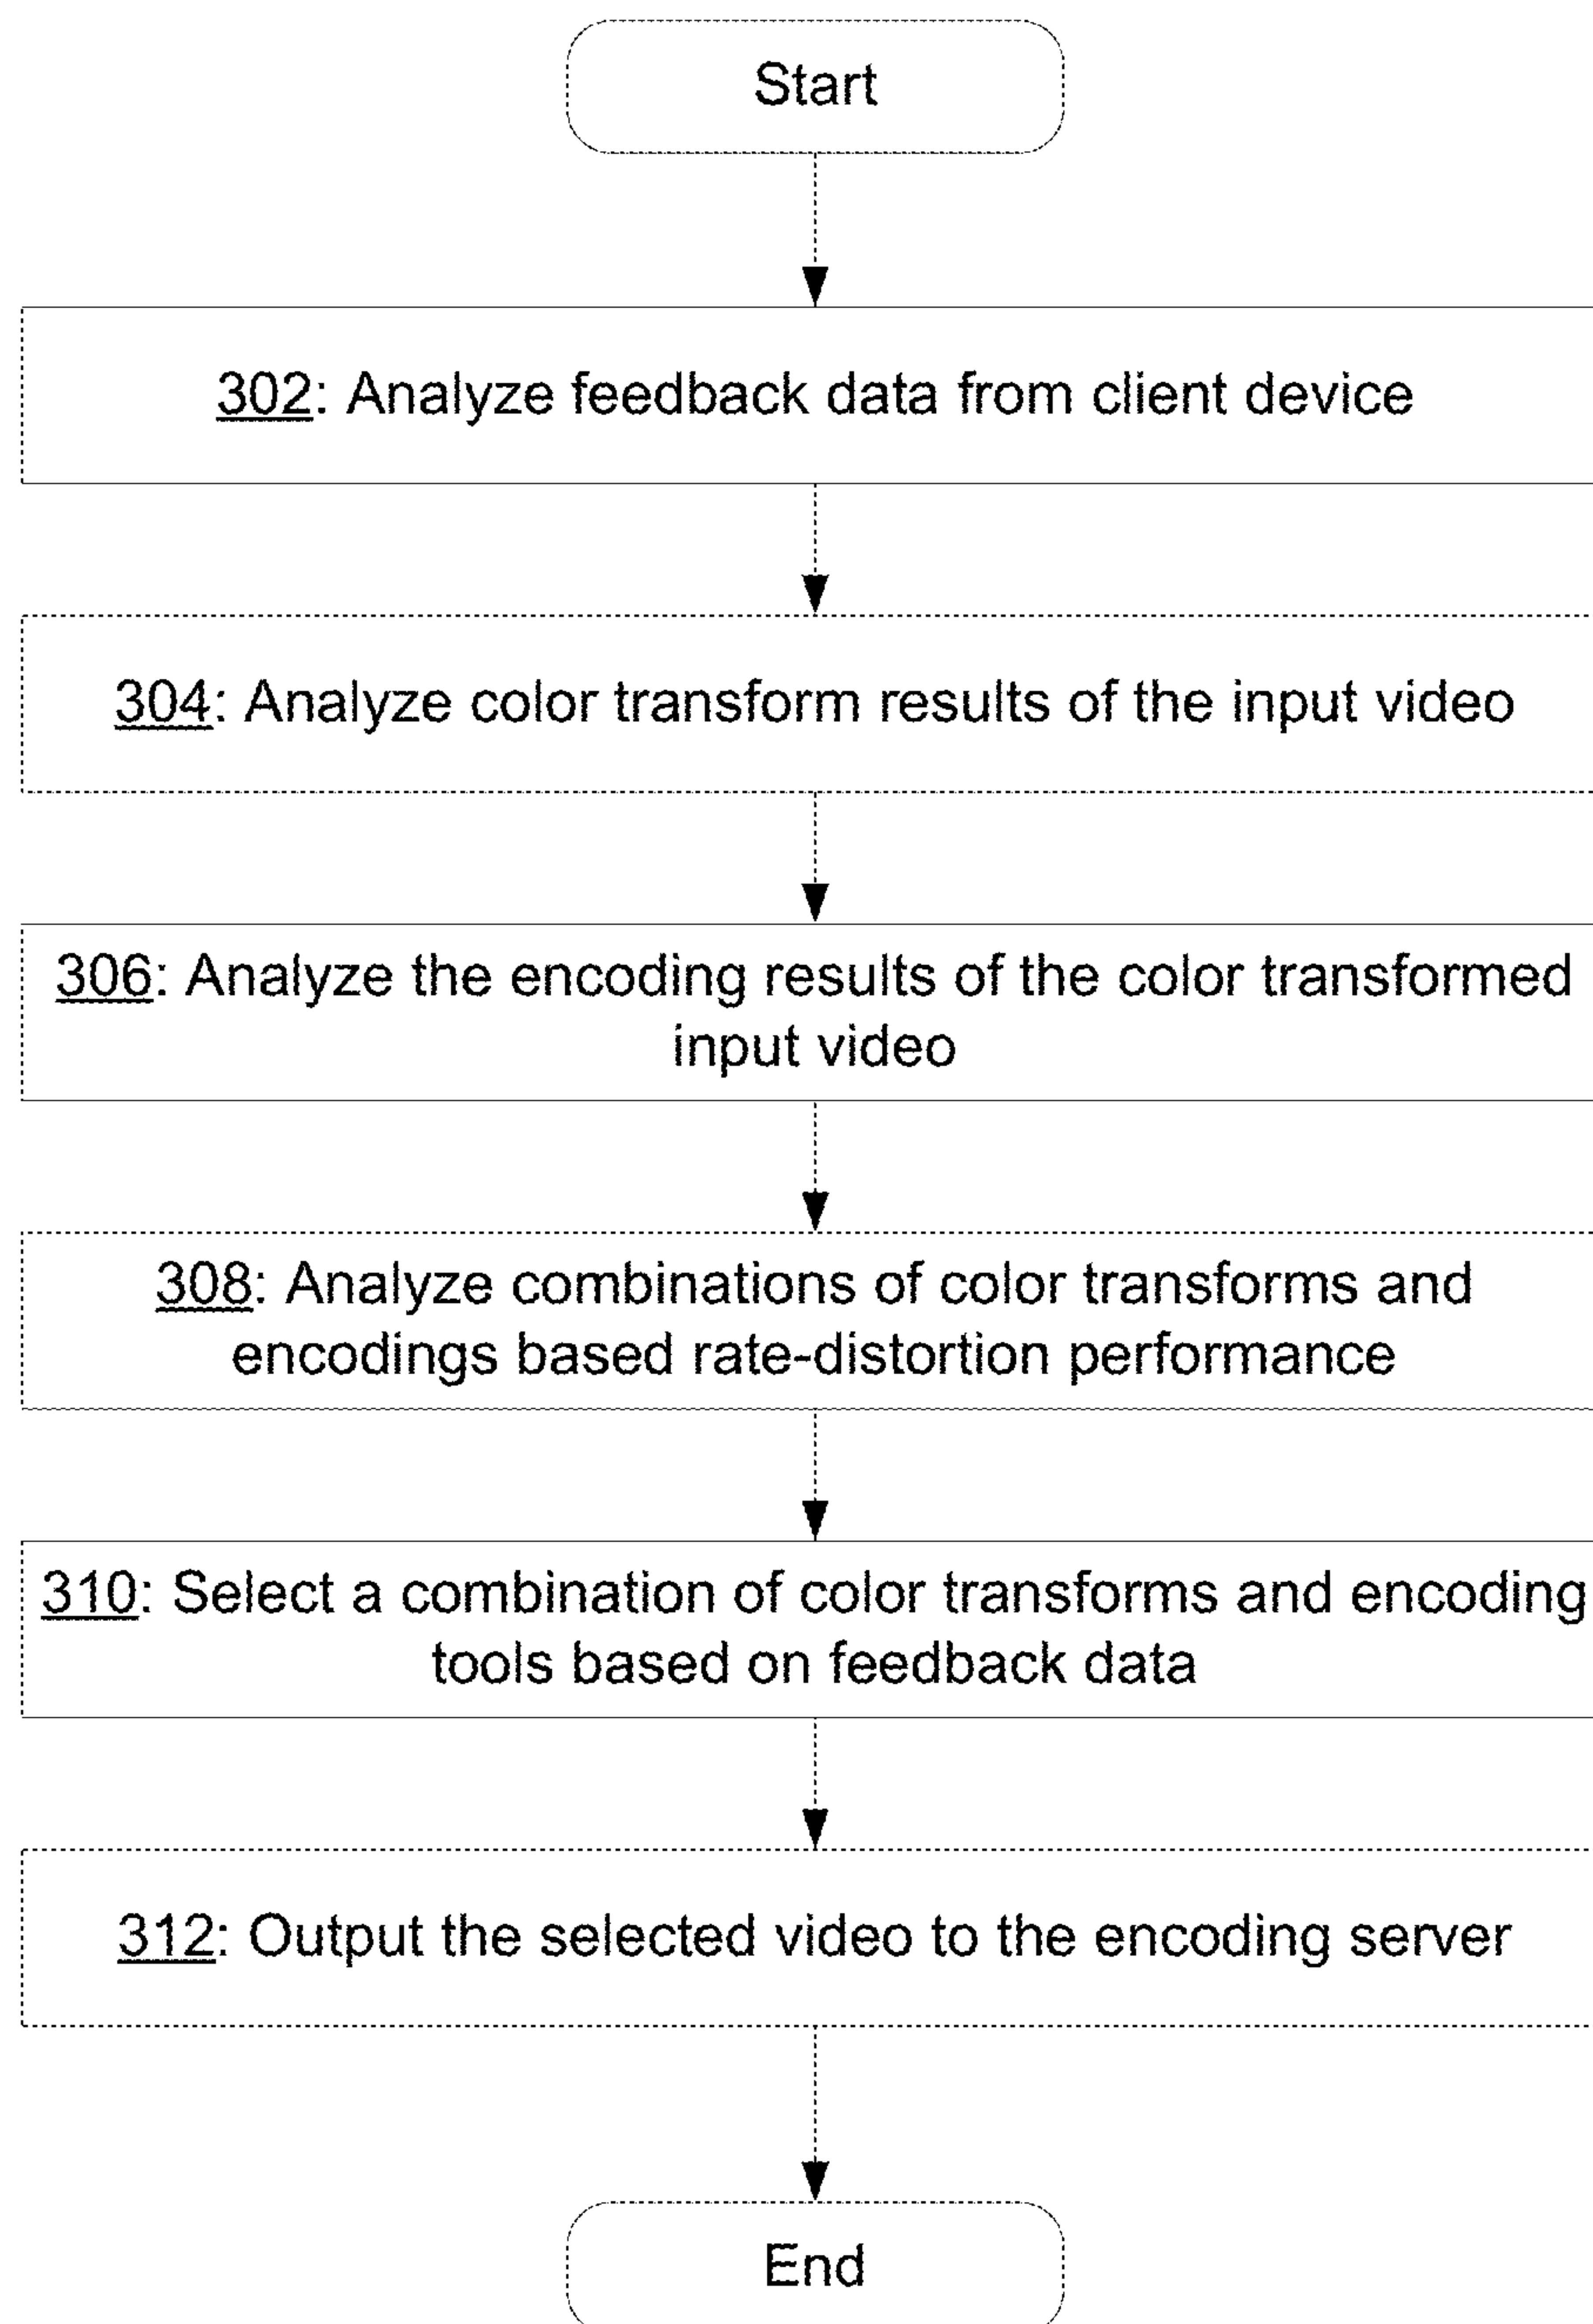 Start
302: Analyze feedback data from client device
304: Analyze color transform results of the input video
306: Analyze the encoding results of the color transformed
input video
308: Analyze combinations of color transforms and
encodings based rate-distortion performance
310: Select a combination of color transforms and encoding
tools based on feedback data
312: Output the selected video to the encoding server
End